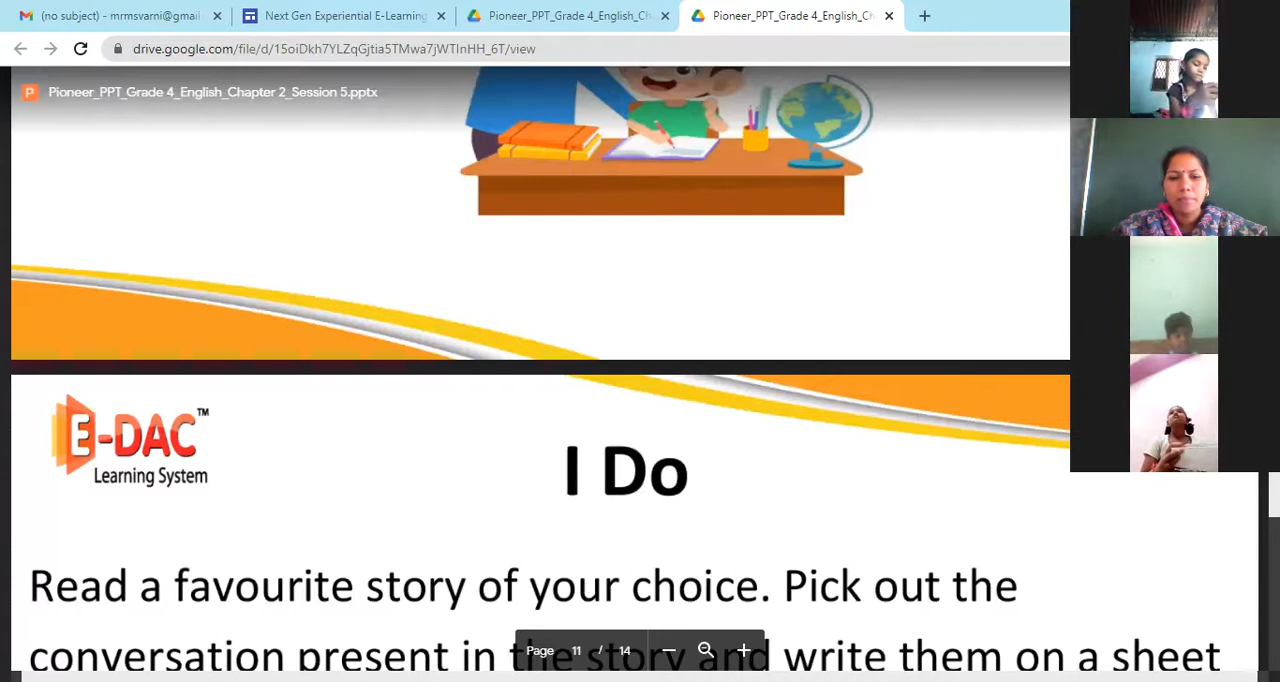 (no subject) - mrmsvarni@gmail
Next Gen Experiential E-Learning
Pioneer_PPT_Grade 4_English_Ch
Pioneer_PPT_Grade 4_English_Ch
drive.google.com/file/d/15oiDkh7YLZqGjtia5TMwa7jWTInHH_6T/view
P
Pioneer_PPT_Grade 4_English_Chapter 2_Session 5.pptx
E-DAC™
Learning System
I Do
Read a favourite story of your choice. Pick out the
conversation present in the story and write them on a sheet
Page 11 / 14